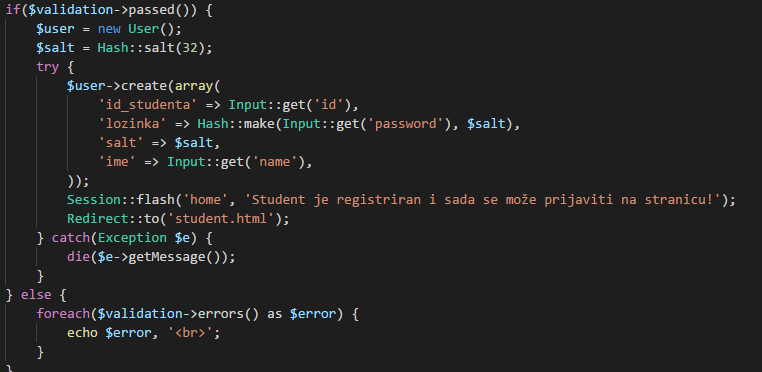 if($validation->passed()) {
    $user = new User();
    $salt = Hash::salt(32);
    try {
        $user->create(array(
            'id_studenta' => Input::get('id'),
            'lozinka' => Hash::make(Input::get('password'), $salt),
            'salt' => $salt,
            'ime' => Input::get('name'),
        ));
        Session::flash('home', 'Student je registriran i sada se može prijaviti na stranicu!');
        Redirect::to('student.html');
    } catch(Exception $e) {
        die($e->getMessage());
    }
} else {
    foreach($validation->errors() as $error) {
        echo $error, '<br>';
    }
}